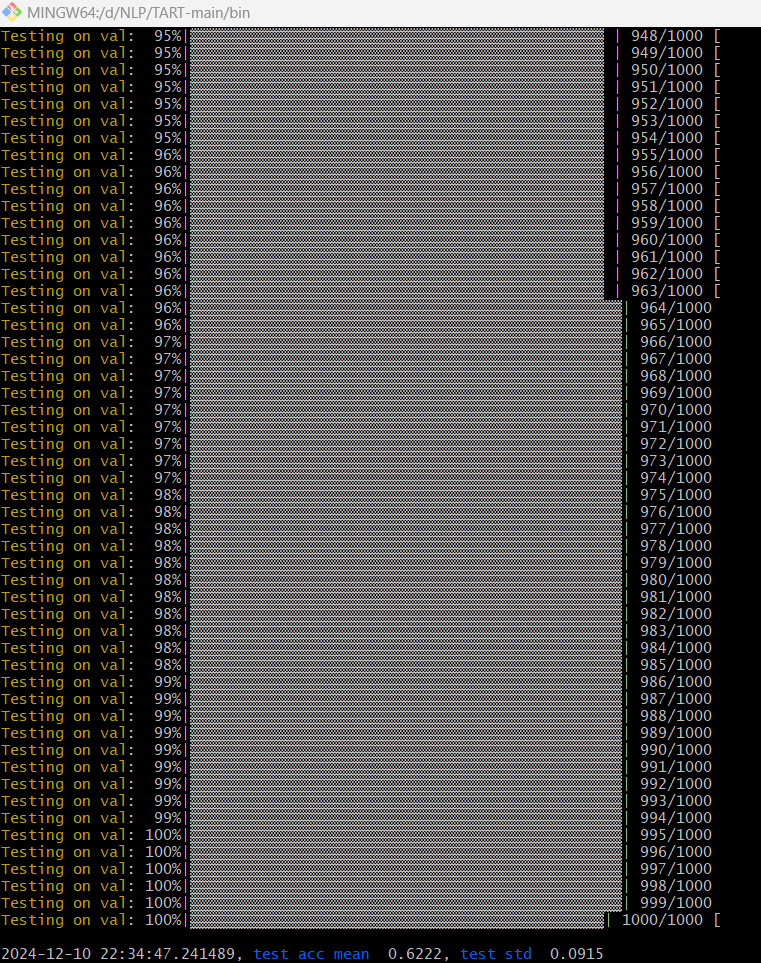 MINGW64:/d/NLP/TART-main/bin
Testing on val: 95%| | 948/1000 [
Testing on val: 95%| | 949/1000 [
Testing on val: 95%| | 950/1000 [
Testing on val: 95%| | 951/1000 [
Testing on val: 95%| | 952/1000 [
Testing on val: 95%| | 953/1000 [
Testing on val: 95%| | 954/1000 [
Testing on val: 96%| | 955/1000 [
Testing on val: 96%| | 956/1000 [
Testing on val: 96%| | 957/1000 [
Testing on val: 96%| | 958/1000 [
Testing on val: 96%| | 959/1000 [
Testing on val: 96%| | 960/1000 [
Testing on val: 96%| | 961/1000 [
Testing on val: 96%| | 962/1000 [
Testing on val: 96%| | 963/1000 [
Testing on val: 96%| | 964/1000
Testing on val: 96%| | 965/1000
Testing on val: 97%| | 966/1000
Testing on val: 97%| | 967/1000
Testing on val: 97%| | 968/1000
Testing on val: 97%| | 969/1000
Testing on val: 97%| | 970/1000
Testing on val: 97%| | 971/1000
Testing on val: 97%| | 972/1000
Testing on val: 97%| | 973/1000
Testing on val: 97%| | 974/1000
Testing on val: 98%| | 975/1000
Testing on val: 98%| | 976/1000
Testing on val: 98%| | 977/1000
Testing on val: 98%| | 978/1000
Testing on val: 98%| | 979/1000
Testing on val: 98%| | 980/1000
Testing on val: 98%| | 981/1000
Testing on val: 98%| | 982/1000
Testing on val: 98%| | 983/1000
Testing on val: 98%| | 984/1000
Testing on val: 98%| | 985/1000
Testing on val: 99%| | 986/1000
Testing on val: 99%| | 987/1000
Testing on val: 99%| | 988/1000
Testing on val: 99%| | 989/1000
Testing on val: 99%| | 990/1000
Testing on val: 99%| | 991/1000
Testing on val: 99%| | 992/1000
Testing on val: 99%| | 993/1000
Testing on val: 99%| | 994/1000
Testing on val: 100%| | 995/1000
Testing on val: 100%| | 996/1000
Testing on val: 100%| | 997/1000
Testing on val: 100%| | 998/1000
Testing on val: 100%| | 999/1000
Testing on val: 100%| | 1000/1000 [
2024-12-10 22:34:47.241489, test acc mean 0.6222, test std 0.0915